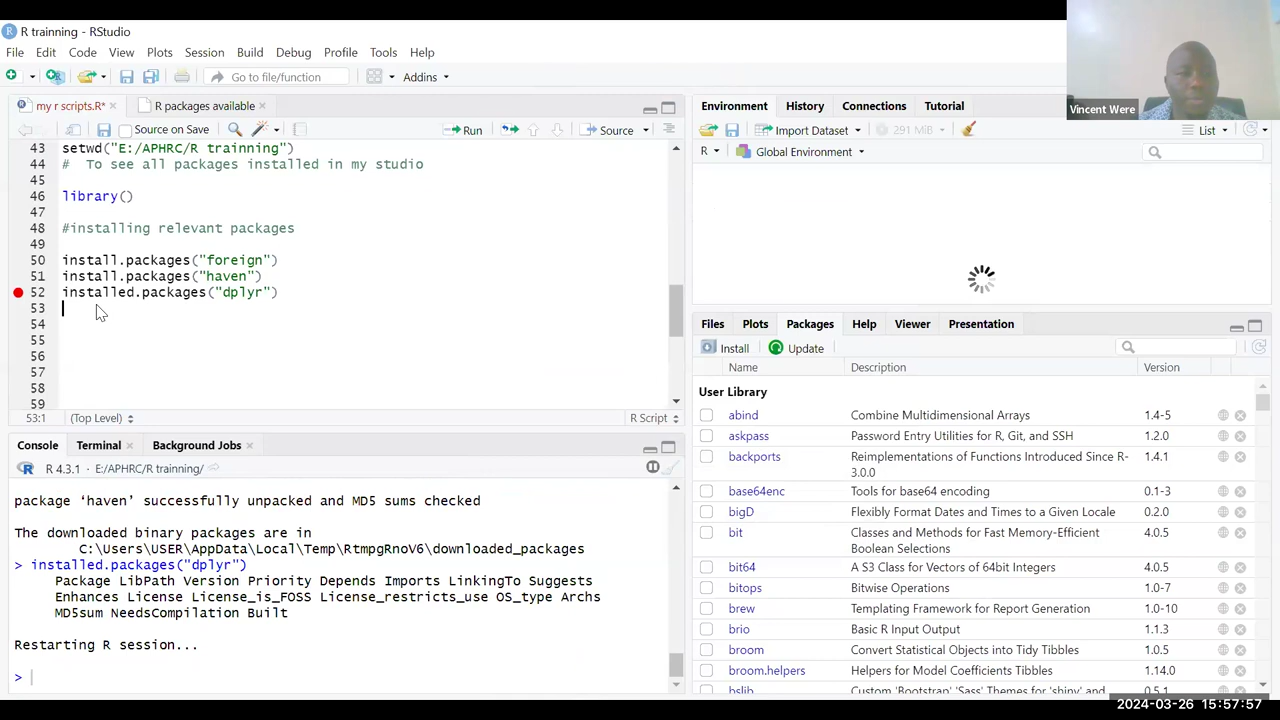 R trainning - RStudio
File Edit Code View Plots Session Build Debug Profile Tools Help
Go to file/function Addins
Vincent Were
my r scripts.R* R packages available
Source on Save Run Source
43 setwd("E:/APHRC/R trainning")
44 #  To see all packages installed in my studio
45
46 library()
47
48 #installing relevant packages
49
50 install.packages("foreign")
51 install.packages("haven")
52 installed.packages("dplyr")
53
54
55
56
57
58
59
53:1 (Top Level) R Script
Console Terminal Background Jobs
R 4.3.1 · E:/APHRC/R trainning/
package ‘haven’ successfully unpacked and MD5 sums checked
The downloaded binary packages are in
C:\Users\USER\AppData\Local\Temp\RtmpgRnoV6\downloaded_packages
> installed.packages("dplyr")
Package LibPath Version Priority Depends Imports LinkingTo Suggests
Enhances License License_is_FOSS License_restricts_use OS_type Archs
MD5sum NeedsCompilation Built
Restarting R session...
>
Environment History Connections Tutorial
Import Dataset 291 MiB List
R Global Environment
Files Plots Packages Help Viewer Presentation
Install Update
Name Description Version
User Library
abind Combine Multidimensional Arrays 1.4-5
askpass Password Entry Utilities for R, Git, and SSH 1.2.0
backports Reimplementations of Functions Introduced Since R-3.0.0 1.4.1
base64enc Tools for base64 encoding 0.1-3
bigD Flexibly Format Dates and Times to a Given Locale 0.2.0
bit Classes and Methods for Fast Memory-Efficient Boolean Selections 4.0.5
bit64 A S3 Class for Vectors of 64bit Integers 4.0.5
bitops Bitwise Operations 1.0-7
brew Templating Framework for Report Generation 1.0-10
brio Basic R Input Output 1.1.3
broom Convert Statistical Objects into Tidy Tibbles 1.0.5
broom.helpers Helpers for Model Coefficients Tibbles 1.14.0
bslib Custom 'Bootstrap' 'Sass' Themes for 'shiny' and 0.5.1
2024-03-26 15:57:57